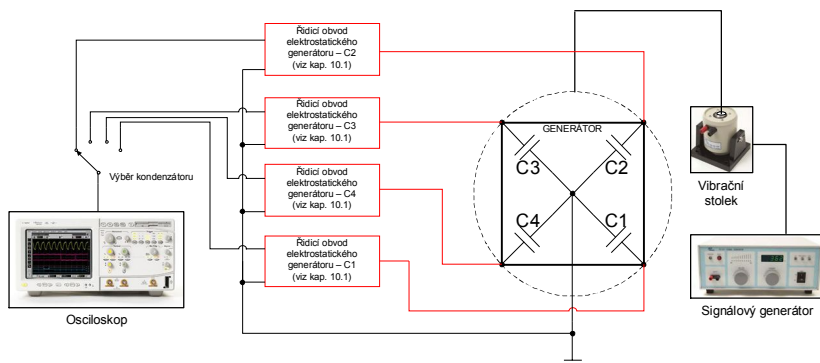 Řídicí obvod
elektrostatického
generátoru – C2
(viz kap. 10.1)
Řídicí obvod
elektrostatického
generátoru – C3
(viz kap. 10.1)
Řídicí obvod
elektrostatického
generátoru – C4
(viz kap. 10.1)
Řídicí obvod
elektrostatického
generátoru – C1
(viz kap. 10.1)
Výběr kondenzátoru
Osciloskop
GENERÁTOR
C3
C2
C4
C1
Vibrační
stolek
Signálový generátor